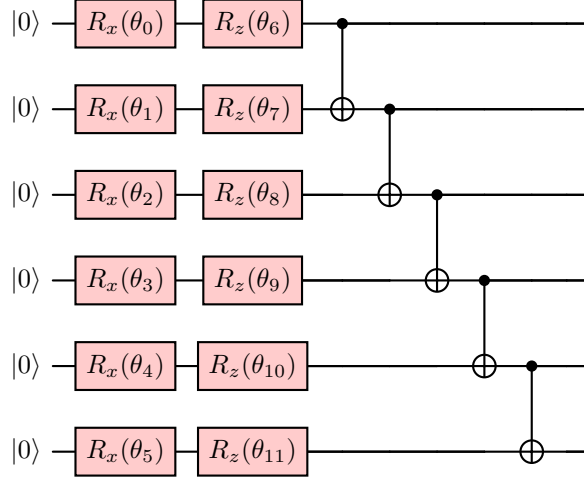 |0⟩ Rx(θ0) Rz(θ6)
|0⟩ Rx(θ1) Rz(θ7)
|0⟩ Rx(θ2) Rz(θ8)
|0⟩ Rx(θ3) Rz(θ9)
|0⟩ Rx(θ4) Rz(θ10)
|0⟩ Rx(θ5) Rz(θ11)